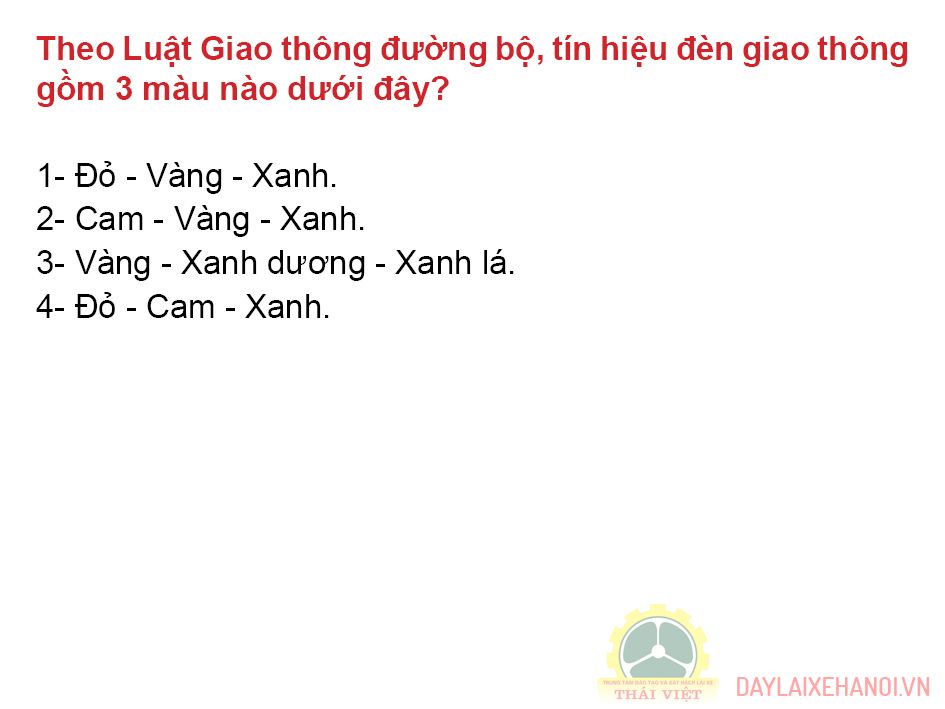 Theo Luật Giao thông đường bộ, tín hiệu đèn giao thông
gồm 3 màu nào dưới đây?
1- Đỏ - Vàng - Xanh.
2- Cam - Vàng - Xanh.
3- Vàng - Xanh dương - Xanh lá.
4- Đỏ - Cam - Xanh.
TRUNG TÂM ĐÀO TẠO VÀ SÁT HẠCH LÁI XE
THÁI VIỆT
DAYLAIXEHANOI.VN